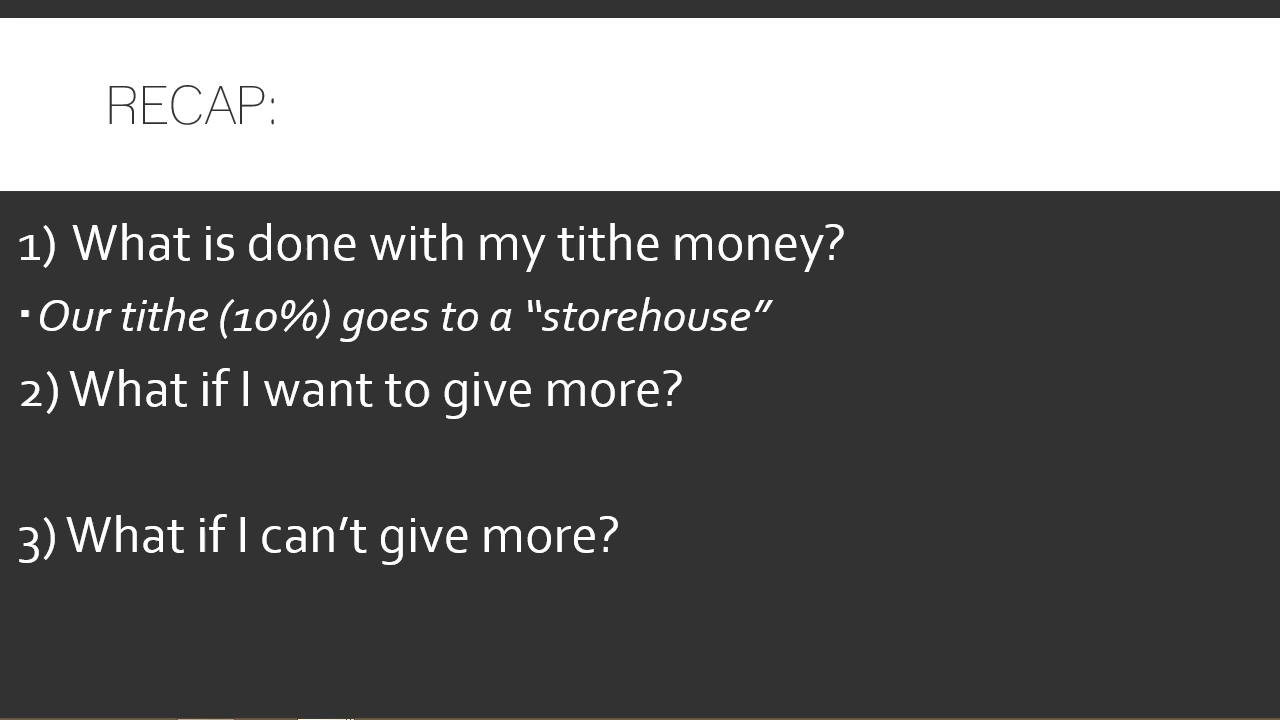 RECAP:
1) What is done with my tithe money?
▪ Our tithe (10%) goes to a “storehouse”
2) What if I want to give more?
3) What if I can’t give more?